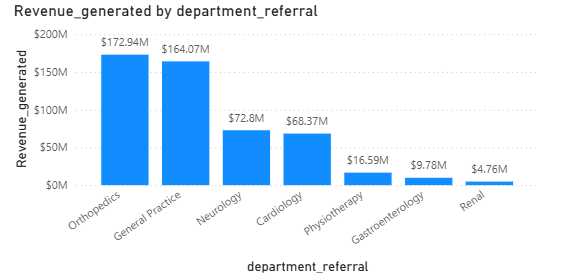 Revenue_generated by department_referral
Revenue_generated
$200M
$150M
$100M
$50M
$0M
$172.94M
$164.07M
$72.8M
$68.37M
$16.59M
$9.78M
$4.76M
Orthopedics
General Practice
Neurology
Cardiology
Physiotherapy
Gastroenterology
Renal
department_referral